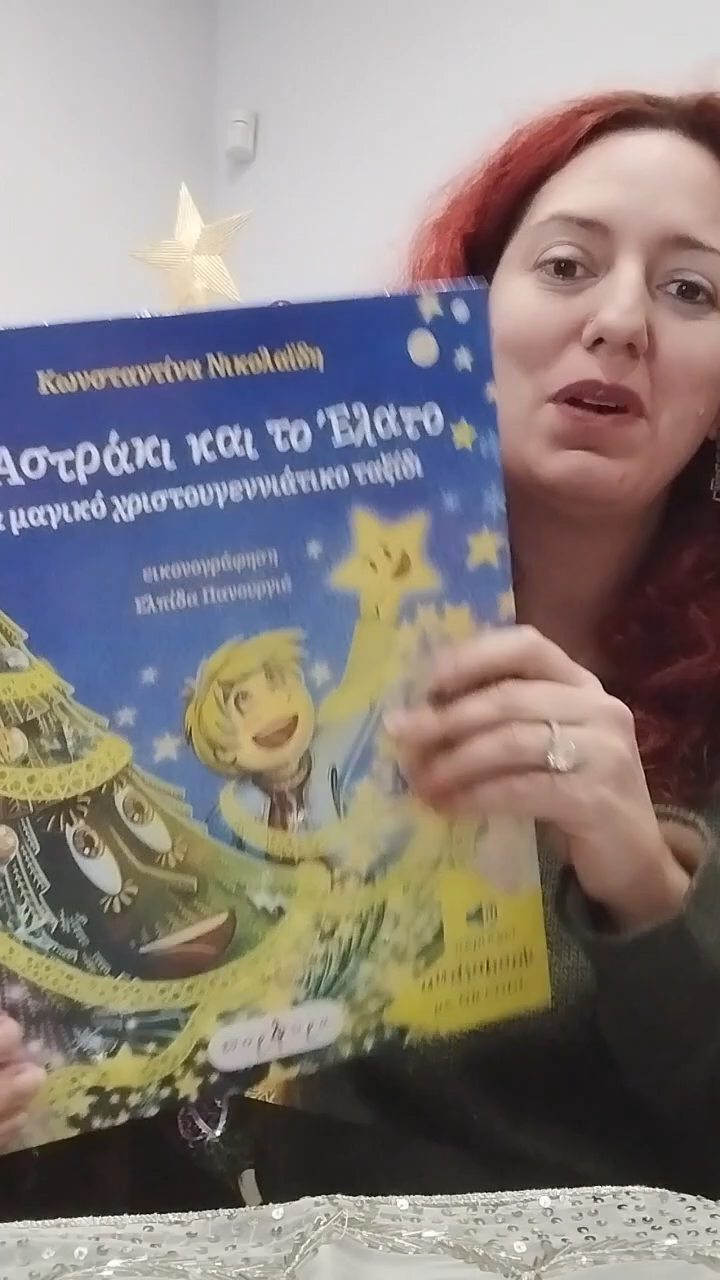 Κωνσταντίνα Νικολαΐδη
Αστράκι και το Έλατο
μαγικό χριστουγεννιάτικο ταξίδι
εικονογράφηση
Ελπίδα Πανουργιά